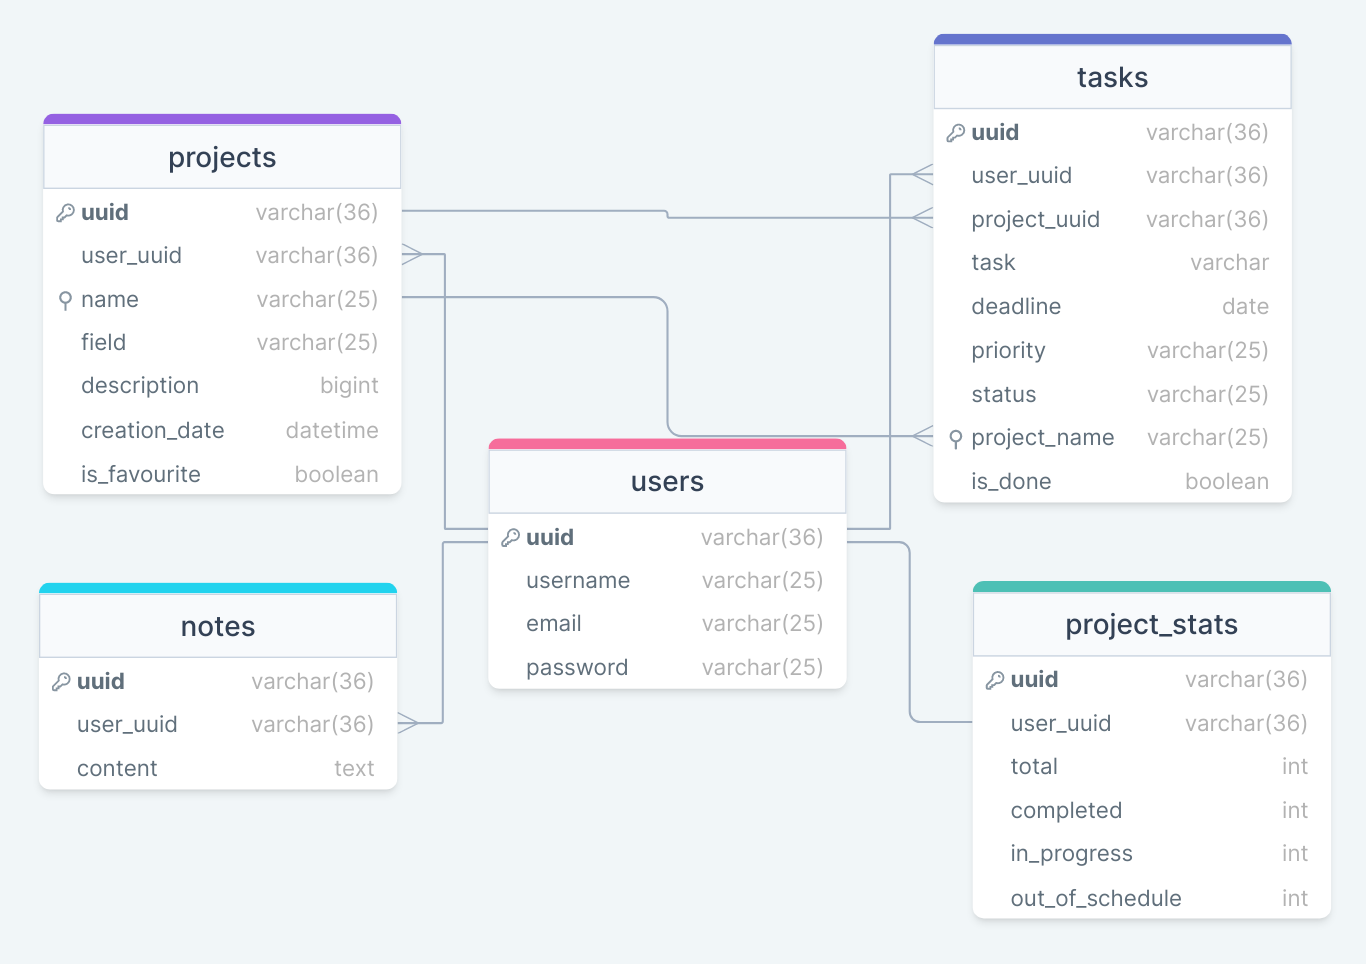 projects
uuid varchar(36)
user_uuid varchar(36)
name varchar(25)
field varchar(25)
description bigint
creation_date datetime
is_favourite boolean
tasks
uuid varchar(36)
user_uuid varchar(36)
project_uuid varchar(36)
task varchar
deadline date
priority varchar(25)
status varchar(25)
project_name varchar(25)
is_done boolean
users
uuid varchar(36)
username varchar(25)
email varchar(25)
password varchar(25)
notes
uuid varchar(36)
user_uuid varchar(36)
content text
project_stats
uuid varchar(36)
user_uuid varchar(36)
total int
completed int
in_progress int
out_of_schedule int